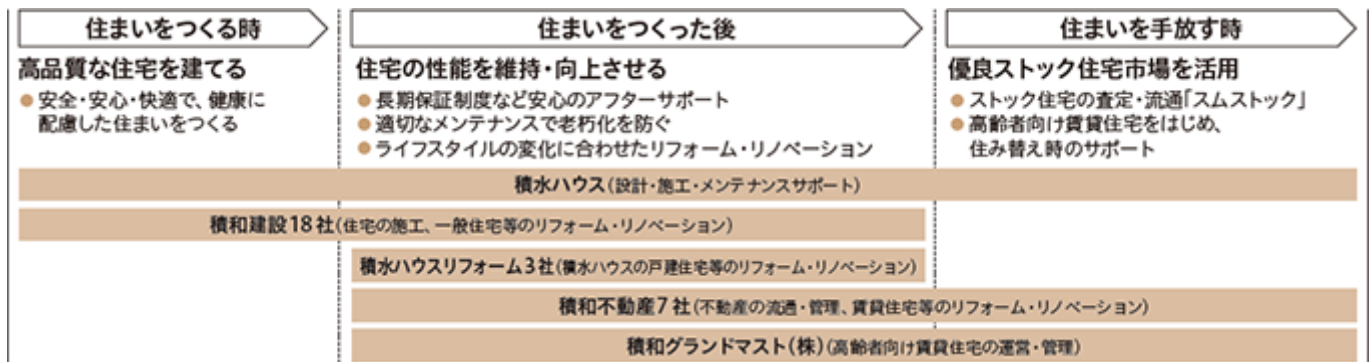 住まいをつくる時
住まいをつくった後
住まいを手放す時
高品質な住宅を建てる
●安全・安心・快適で、健康に
配慮した住まいをつくる
住宅の性能を維持・向上させる
●長期保証制度など安心のアフターサポート
●適切なメンテナンスで老朽化を防ぐ
●ライフスタイルの変化に合わせたリフォーム・リノベーション
優良ストック住宅市場を活用
●ストック住宅の査定・流通「スムストック」
●高齢者向け賃貸住宅をはじめ、
住み替え時のサポート
積水ハウス(設計・施工・メンテナンスサポート)
積和建設18社(住宅の施工、一般住宅等のリフォーム・リノベーション)
積水ハウスリフォーム3社(積水ハウスの戸建住宅等のリフォーム・リノベーション)
積和不動産7社(不動産の流通・管理、賃貸住宅等のリフォーム・リノベーション)
積和グランドマスト(株)(高齢者向け賃貸住宅の運営・管理)